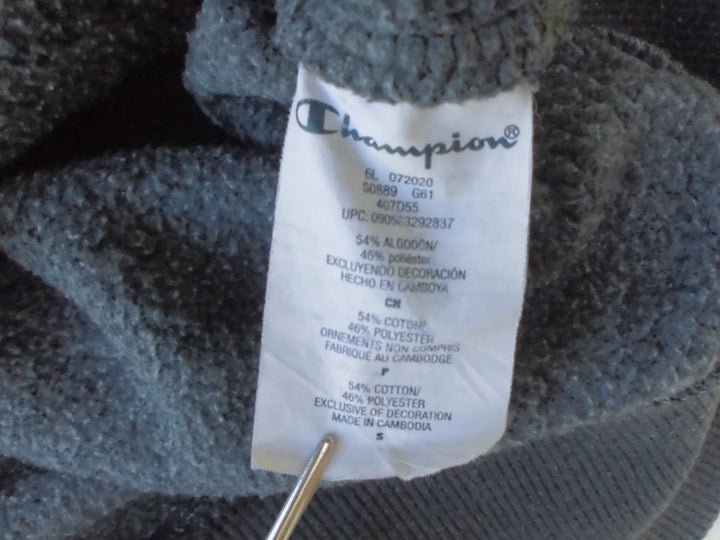 Champion®
6L 072020
S0889 G61
407D55
UPC: 090563292837
54% ALGODÓN/
46% poliéster
EXCLUYENDO DECORACIÓN
HECHO EN CAMBOYA
CH
54% COTON/
46% POLYESTER
ORNEMENTS NON COMPRIS
FABRIQUÉ AU CAMBODGE
P
54% COTTON/
46% POLYESTER
EXCLUSIVE OF DECORATION
MADE IN CAMBODIA
S